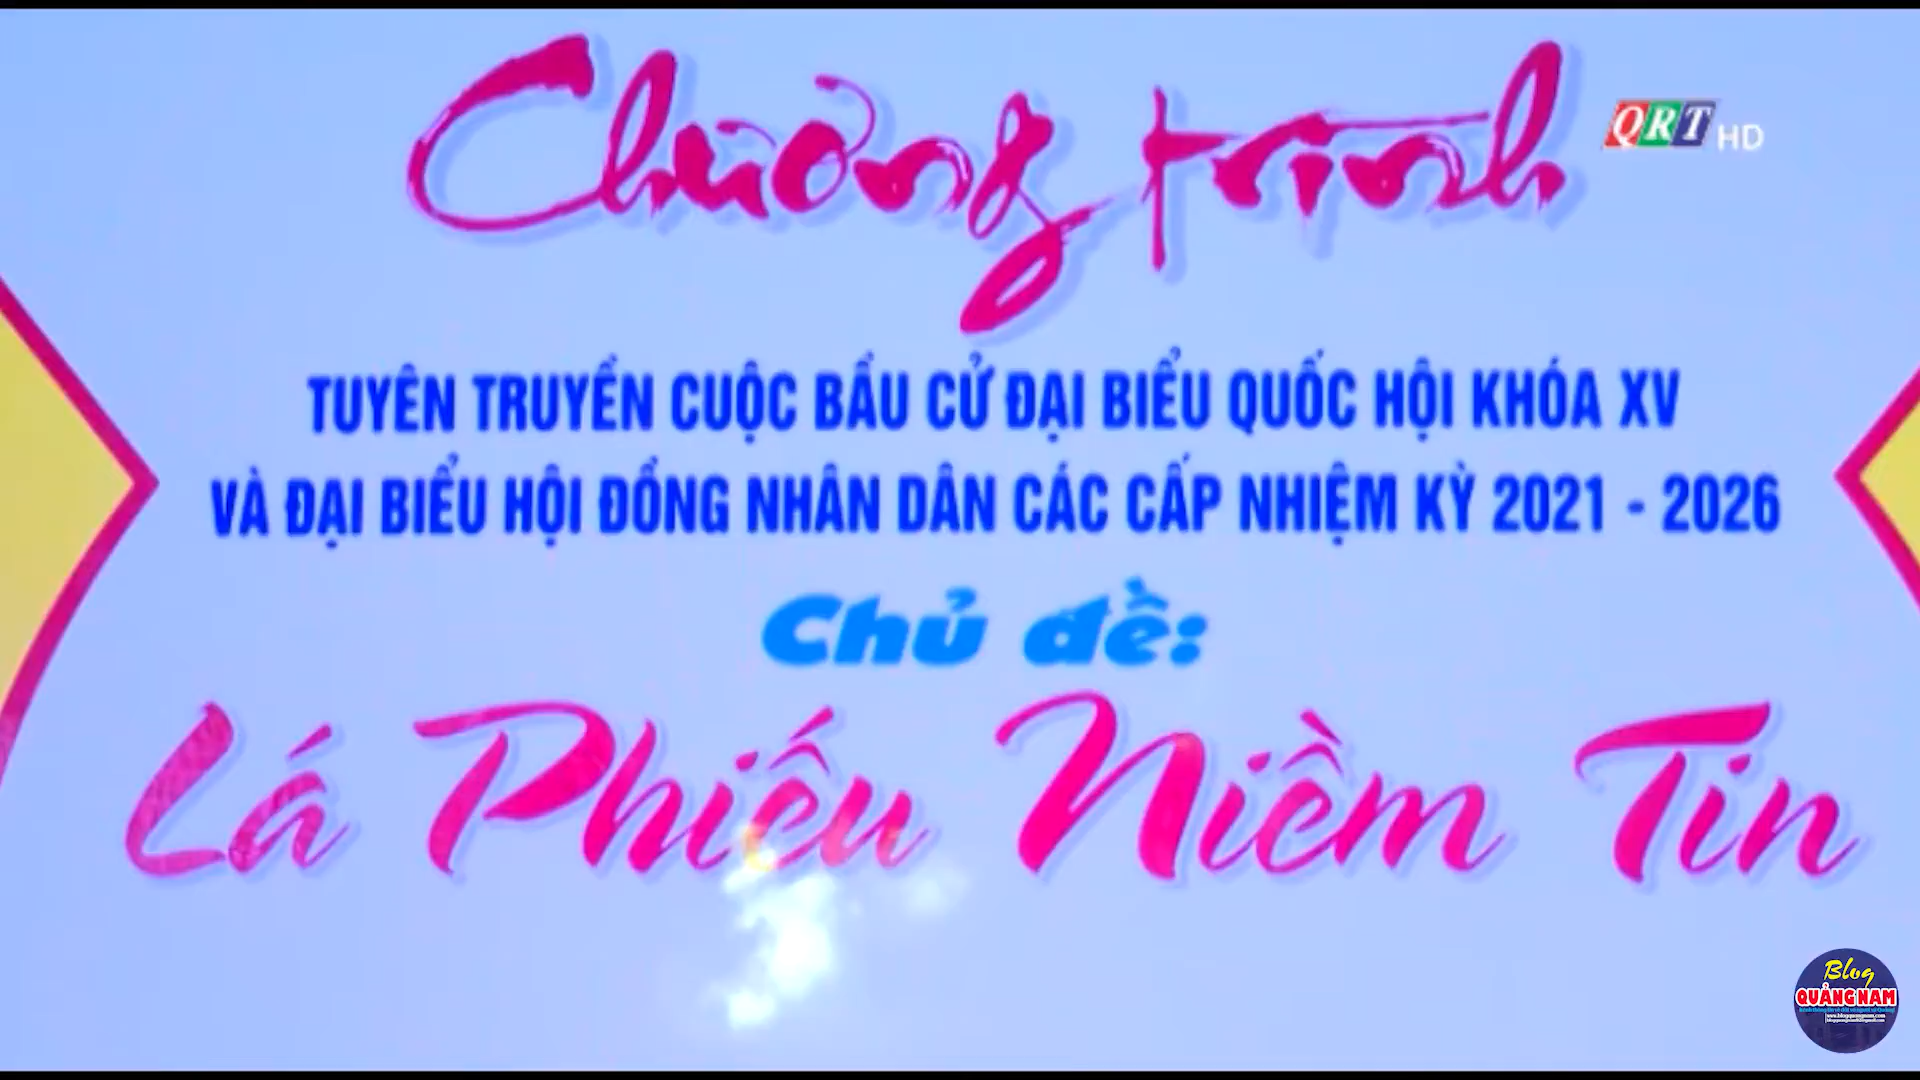 Chương trình
QRT HD
TUYÊN TRUYỀN CUỘC BẦU CỬ ĐẠI BIỂU QUỐC HỘI KHÓA XV
VÀ ĐẠI BIỂU HỘI ĐỒNG NHÂN DÂN CÁC CẤP NHIỆM KỲ 2021 - 2026
Chủ đề:
Lá Phiếu Niềm Tin
Blog
QUẢNG NAM